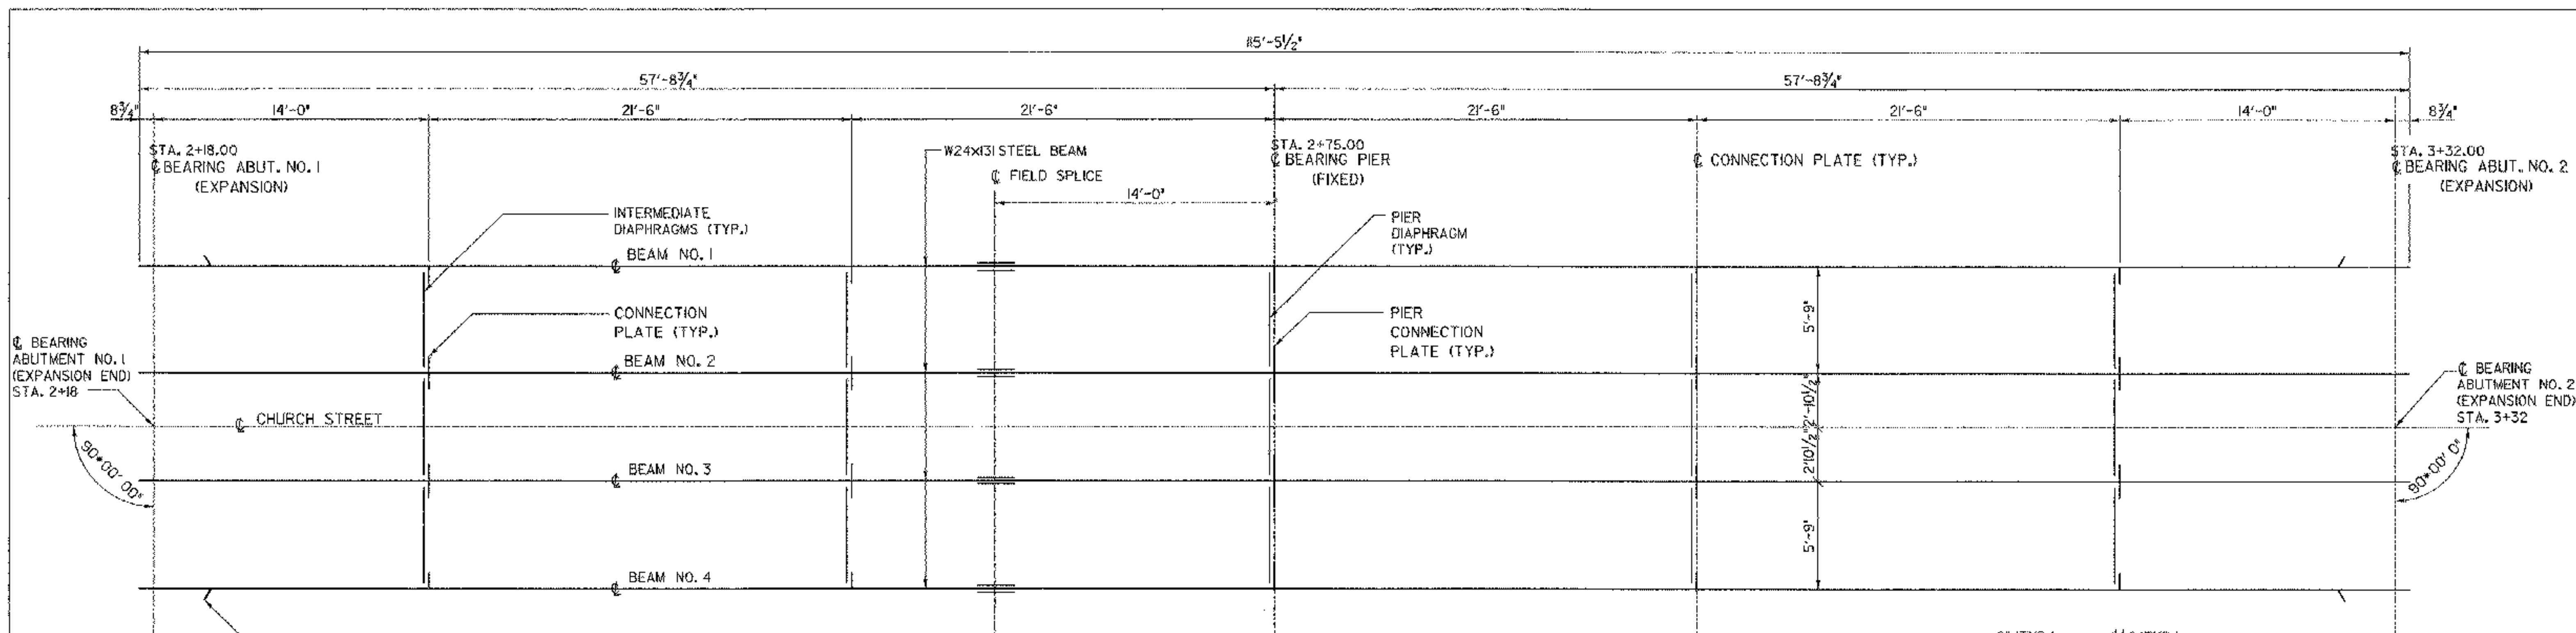 115'-5½"
57'-8¾"
57'-8¾"
8¾"
14'-0"
21'-6"
21'-6"
21'-6"
21'-6"
14'-0"
8¾"
STA. 2+18.00
℄ BEARING ABUT. NO. 1
(EXPANSION)
W24x131 STEEL BEAM
℄ FIELD SPLICE
14'-0"
STA. 2+75.00
℄ BEARING PIER
(FIXED)
℄ CONNECTION PLATE (TYP.)
STA. 3+32.00
℄ BEARING ABUT. NO. 2
(EXPANSION)
INTERMEDIATE
DIAPHRAGMS (TYP.)
PIER
DIAPHRAGM
(TYP.)
℄ BEAM NO. 1
CONNECTION
PLATE (TYP.)
PIER
CONNECTION
PLATE (TYP.)
5'-9"
℄ BEARING
ABUTMENT NO. 1
(EXPANSION END)
STA. 2+18
℄ BEAM NO. 2
℄ BEARING
ABUTMENT NO. 2
(EXPANSION END)
STA. 3+32
2'-10½"
℄ CHURCH STREET
2'10½"
90°00'00"
90°00' 0"
℄ BEAM NO. 3
5'-9"
℄ BEAM NO. 4